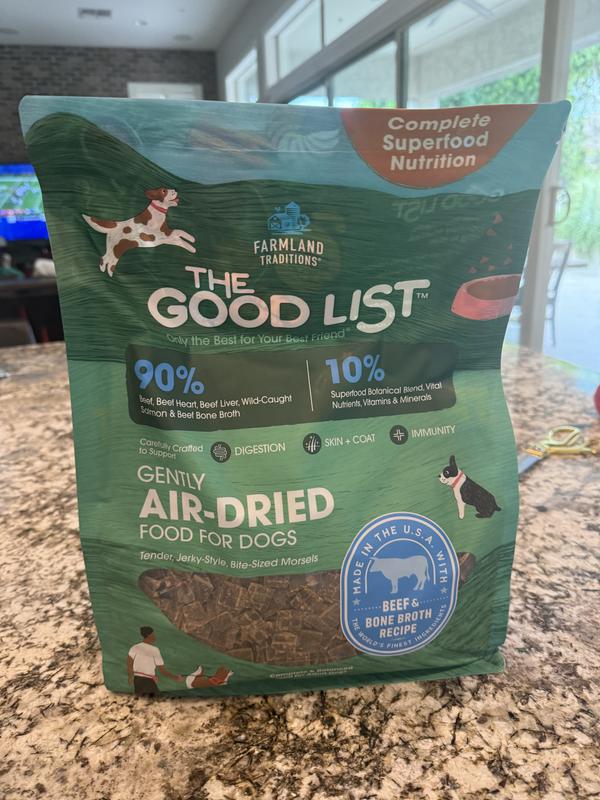 Complete
Superfood
Nutrition
FARMLAND
TRADITIONS®
THE
GOOD LIST™
Only the Best for Your Best Friend®
90%
Beef, Beef Heart, Beef Liver, Wild-Caught
Salmon & Beef Bone Broth
10%
Superfood Botanical Blend, Vital
Nutrients, Vitamins & Minerals
Carefully Crafted
to Support
DIGESTION
SKIN + COAT
IMMUNITY
GENTLY
AIR-DRIED
FOOD FOR DOGS
Tender, Jerky-Style, Bite-Sized Morsels
MADE IN THE U.S.A. WITH
BEEF &
BONE BROTH
RECIPE
THE WORLD'S FINEST INGREDIENTS
Complete & Balanced